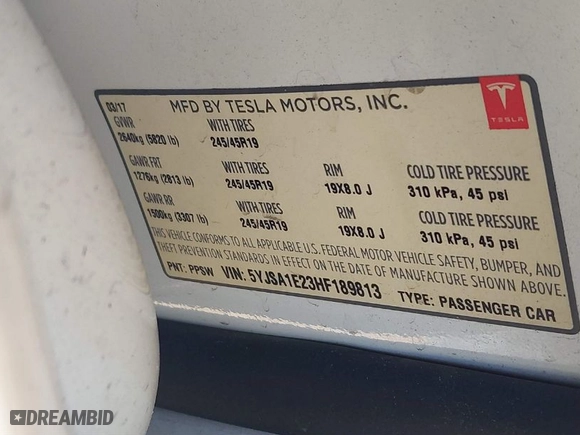 03/17 MFD BY TESLA MOTORS, INC.
TESLA
GVWR WITH TIRES
2640kg (5820 lb) 245/45R19
GAWR FRT WITH TIRES RIM COLD TIRE PRESSURE
1276kg (2813 lb) 245/45R19 19X8.0 J 310 kPa, 45 psi
GAWR RR WITH TIRES RIM COLD TIRE PRESSURE
1500kg (3307 lb) 245/45R19 19X8.0 J 310 kPa, 45 psi
THIS VEHICLE CONFORMS TO ALL APPLICABLE U.S. FEDERAL MOTOR VEHICLE SAFETY, BUMPER, AND
THEFT PREVENTION STANDARDS IN EFFECT ON THE DATE OF MANUFACTURE SHOWN ABOVE.
PNT: PPSW VIN: 5YJSA1E23HF189813 TYPE: PASSENGER CAR
DREAMBID